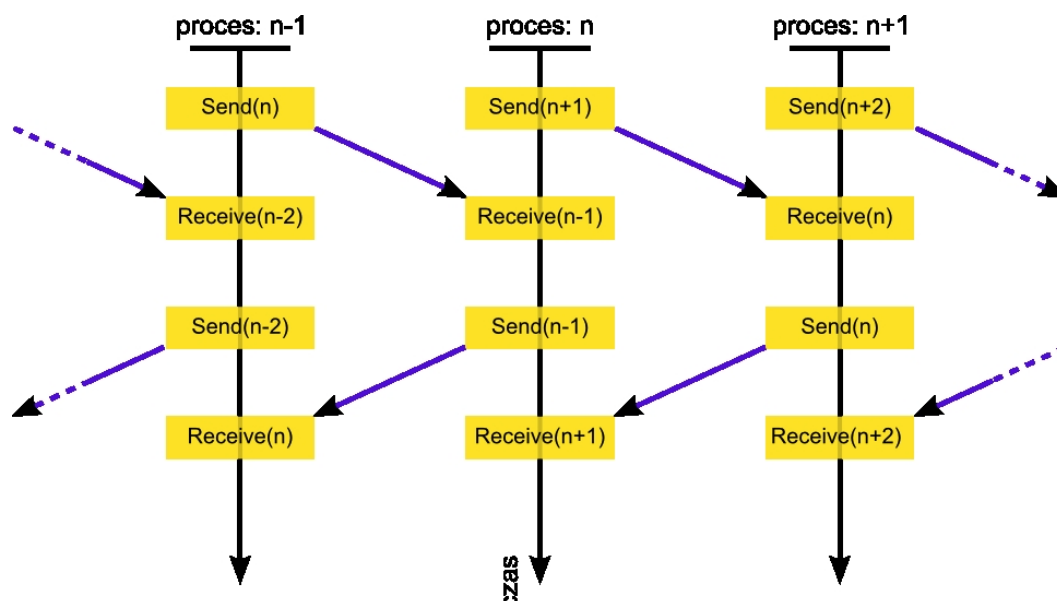 proces: n-1
proces: n
proces: n+1
Send(n)
Send(n+1)
Send(n+2)
Receive(n-2)
Receive(n-1)
Receive(n)
Send(n-2)
Send(n-1)
Send(n)
Receive(n)
Receive(n+1)
Receive(n+2)
czas